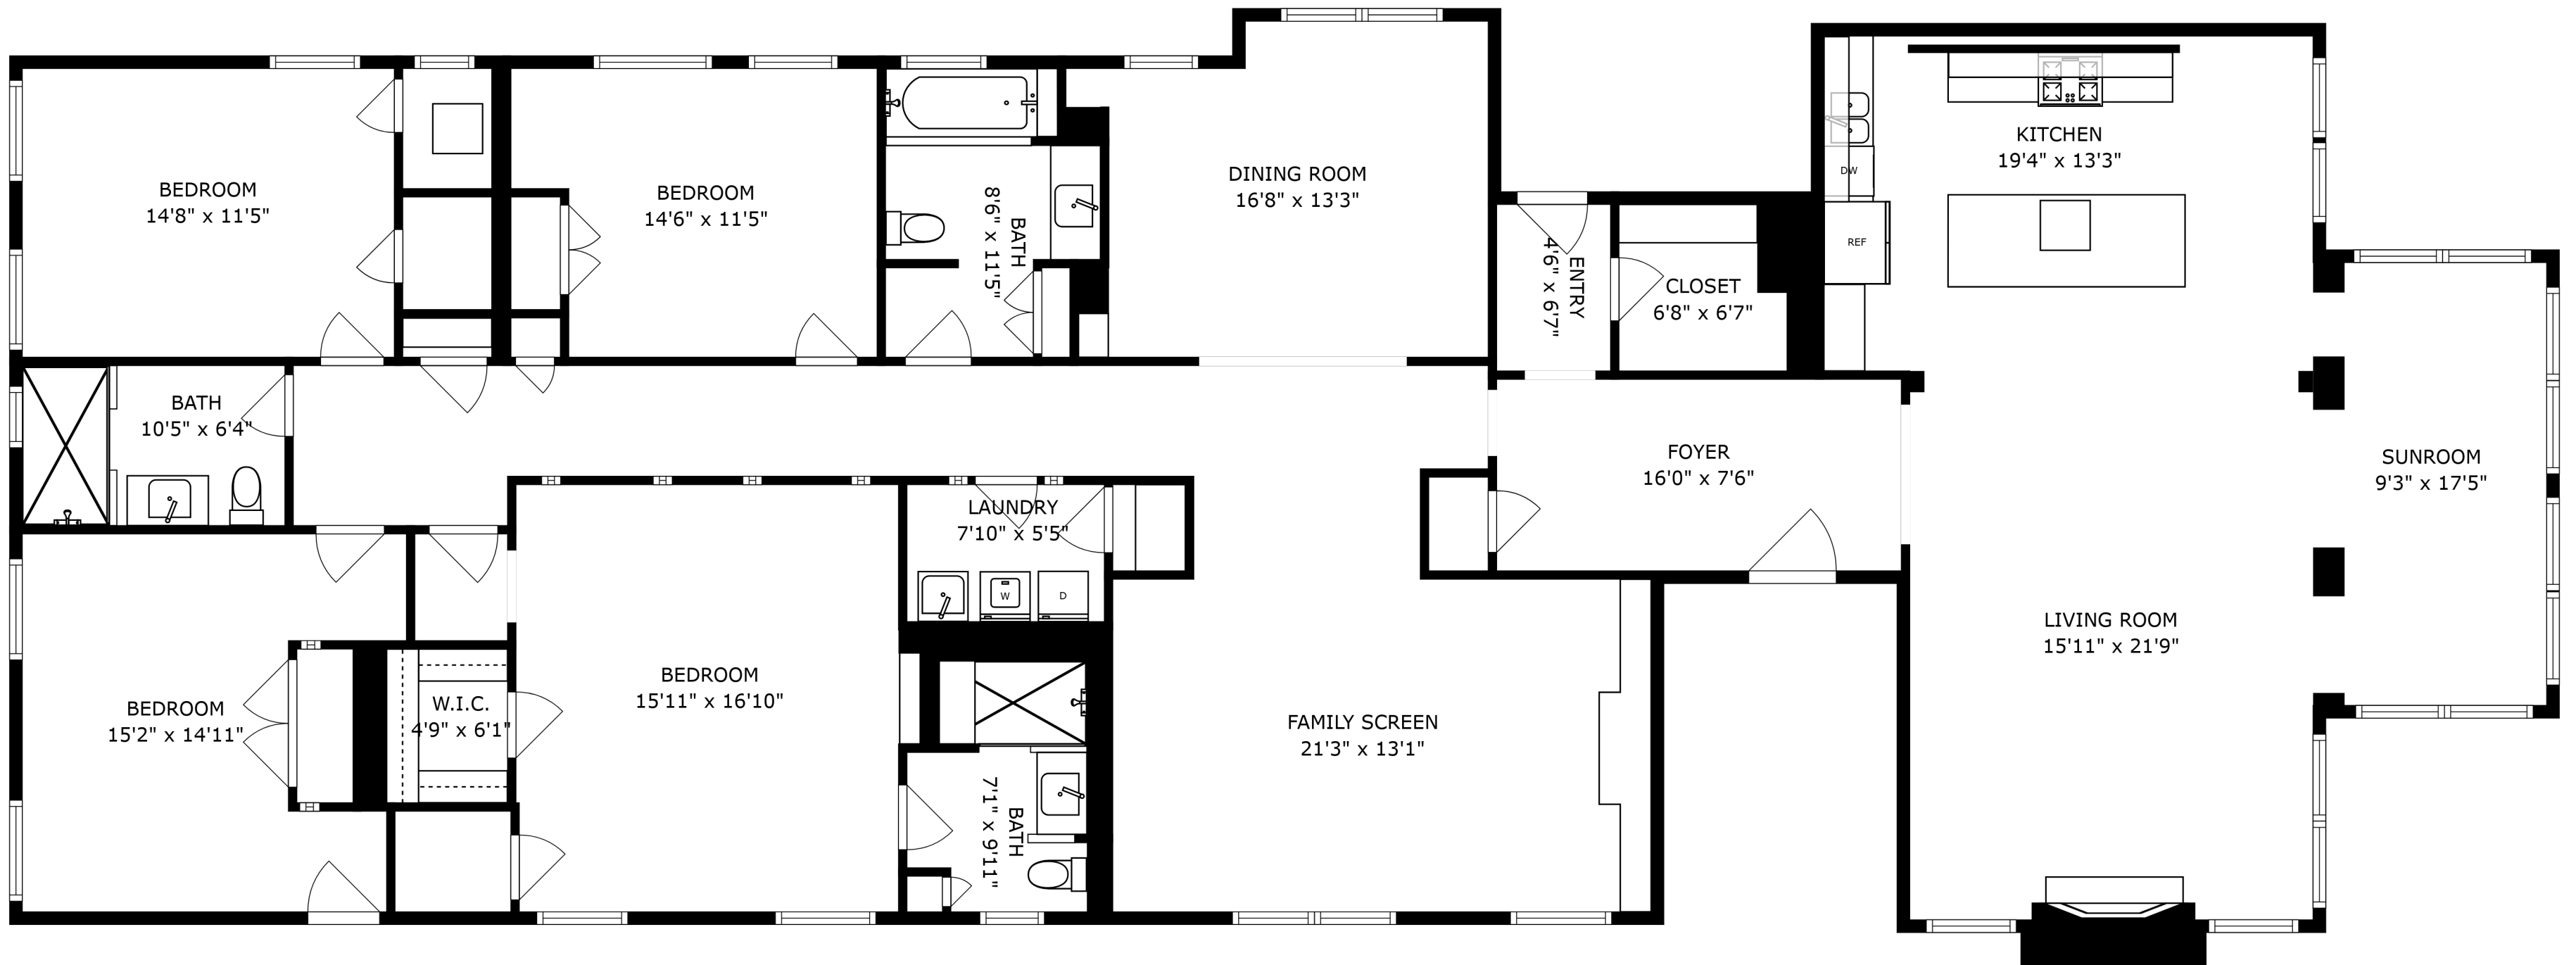 BEDROOM
14'8" x 11'5"
BEDROOM
14'6" x 11'5"
BATH
8'6" x 11'5"
DINING ROOM
16'8" x 13'3"
ENTRY
4'6" x 6'7"
CLOSET
6'8" x 6'7"
KITCHEN
19'4" x 13'3"
DW
REF
BATH
10'5" x 6'4"
FOYER
16'0" x 7'6"
SUNROOM
9'3" x 17'5"
LAUNDRY
7'10" x 5'5"
W
D
LIVING ROOM
15'11" x 21'9"
BEDROOM
15'2" x 14'11"
W.I.C.
4'9" x 6'1"
BEDROOM
15'11" x 16'10"
BATH
7'1" x 9'11"
FAMILY SCREEN
21'3" x 13'1"